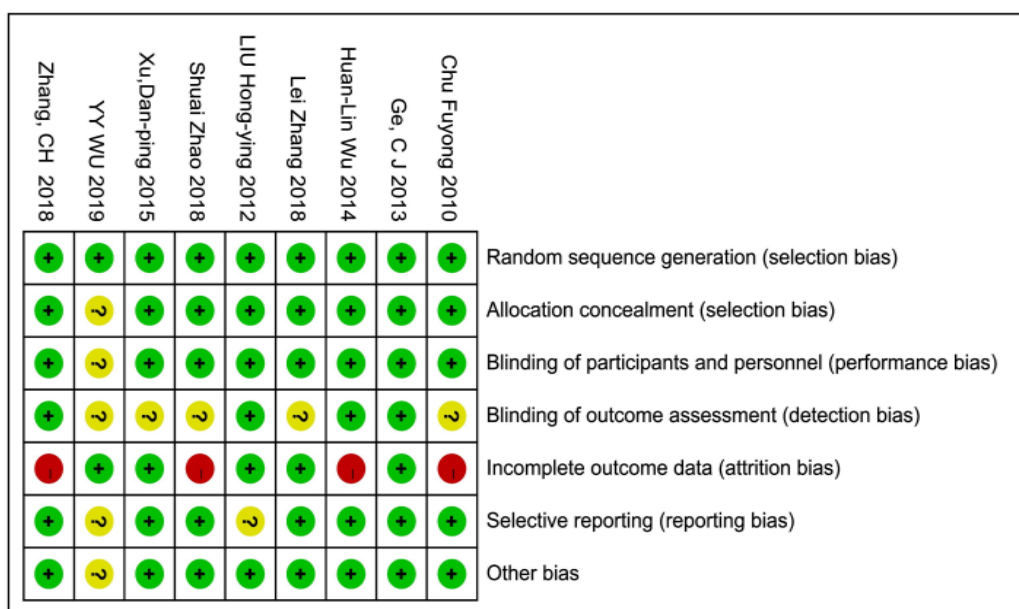 Zhang, CH  2018
YY WU 2019
Xu,Dan-ping 2015
Shuai Zhao 2018
LIU Hong-ying 2012
Lei Zhang 2018
Huan-Lin Wu 2014
Ge, C J 2013
Chu Fuyong 2010
+ + + + + + + + + Random sequence generation (selection bias)
+ ? + + + + + + + Allocation concealment (selection bias)
+ ? + + + + + + + Blinding of participants and personnel (performance bias)
+ ? ? ? + ? + + ? Blinding of outcome assessment (detection bias)
– + + – + + – + – Incomplete outcome data (attrition bias)
+ ? + + ? + + + + Selective reporting (reporting bias)
+ ? + + + + + + + Other bias